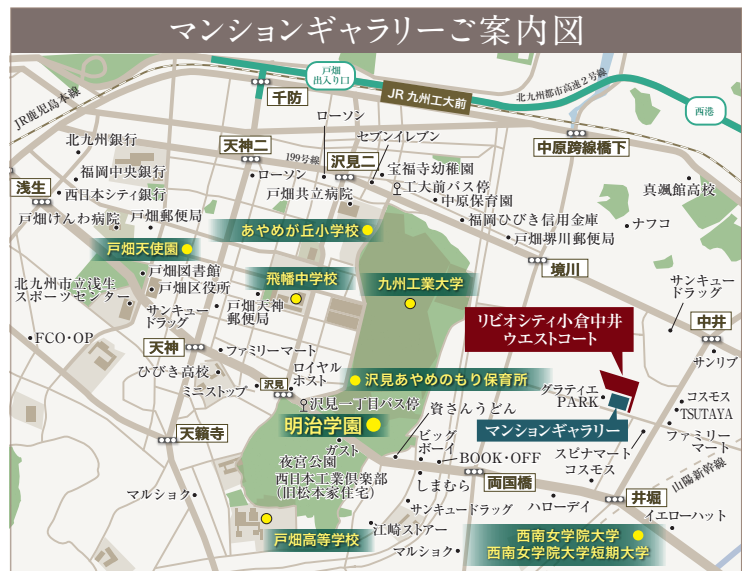 マンションギャラリーご案内図
戸畑
出入り口
JR 九州工大前
北九州都市高速2号線
西港
JR鹿児島本線
千防
ローソン
北九州銀行
天神二
セブンイレブン
中原跨線橋下
199号線
沢見二
福岡中央銀行
ローソン
宝福寺幼稚園
浅生
西日本シティ銀行
戸畑共立病院
工大前バス停
真颯館高校
中原保育園
戸畑けんわ病院
戸畑郵便局
福岡ひびき信用金庫
ナフコ
あやめが丘小学校
戸畑堺川郵便局
戸畑天使園
戸畑図書館
飛幡中学校
九州工業大学
境川
戸畑区役所
北九州市立浅生
スポーツセンター
サンキュー
ドラッグ
サンキュー
ドラッグ
戸畑天神
郵便局
リビオシティ小倉中井
ウエストコート
中井
FCO・OP
天神
ファミリーマート
サンリブ
ひびき高校
ロイヤル
ホスト
ミニストップ
沢見
沢見あやめのもり保育所
グラティエ
PARK
コスモス
沢見一丁目バス停
資さんうどん
TSUTAYA
天籟寺
明治学園
マンションギャラリー
ファミリー
マート
ガスト
ビッグ
ボーイ
夜宮公園
BOOK・OFF
スピナマート
コスモス
西日本工業倶楽部
(旧松本家住宅)
しまむら
両国橋
山陽新幹線
マルショク
井堀
サンキュードラッグ
ハローデイ
イエローハット
江崎ストアー
戸畑高等学校
西南女学院大学
西南女学院大学短期大学
マルショク